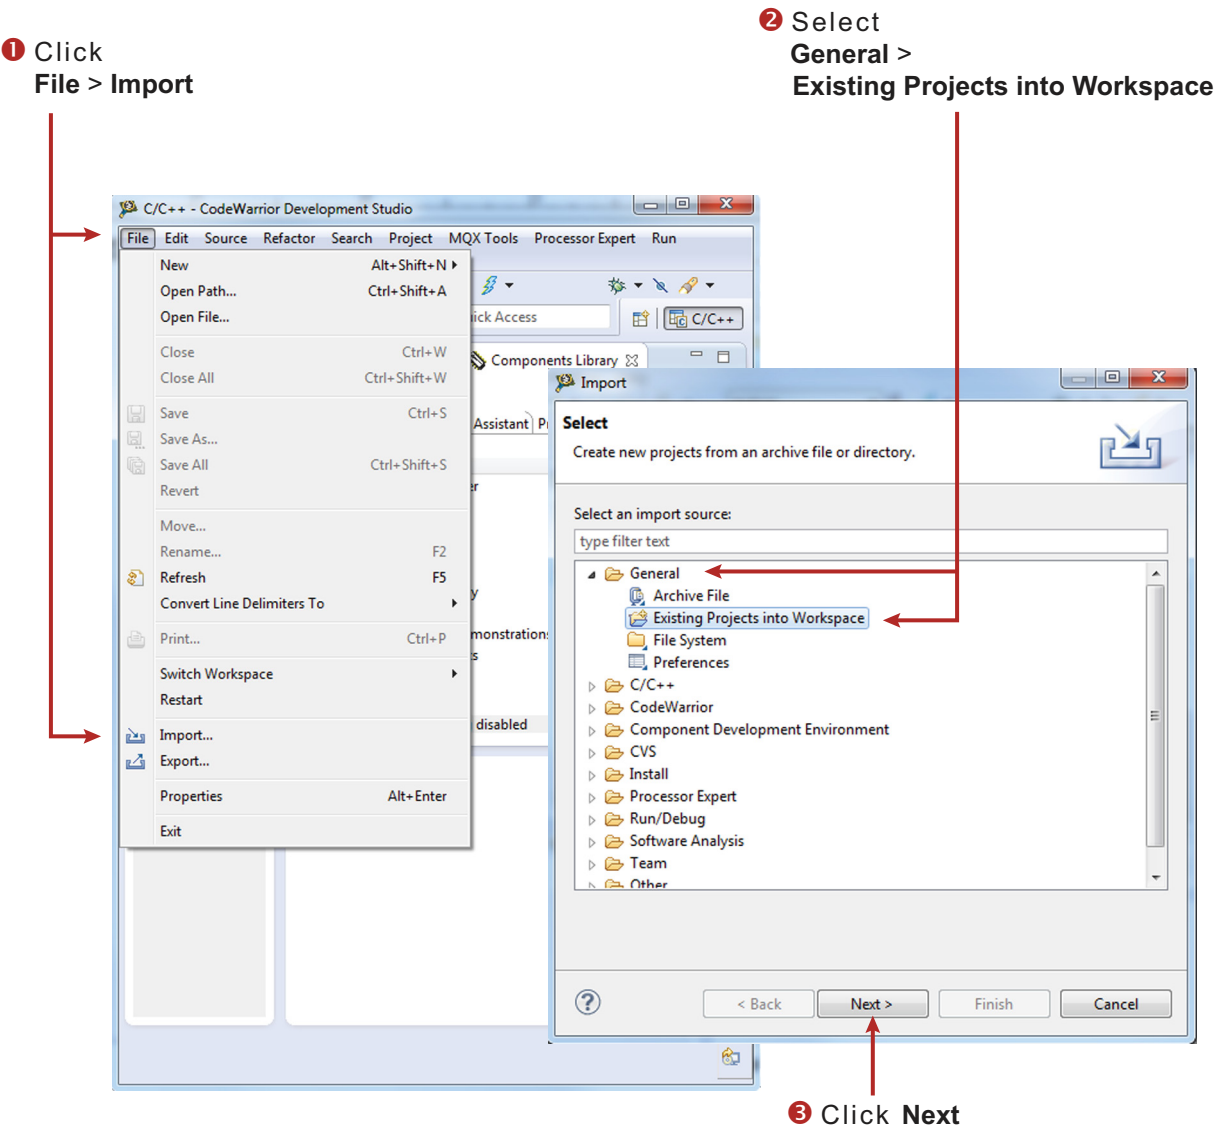 ❶ Click
File > Import
❷ Select
General >
Existing Projects into Workspace
C/C++ - CodeWarrior Development Studio
File Edit Source Refactor Search Project MQX Tools Processor Expert Run
New Alt+Shift+N
Open Path... Ctrl+Shift+A
Open File...
Close Ctrl+W
Close All Ctrl+Shift+W
Save Ctrl+S
Save As...
Save All Ctrl+Shift+S
Revert
Move...
Rename... F2
Refresh F5
Convert Line Delimiters To
Print... Ctrl+P
Switch Workspace
Restart
Import...
Export...
Properties Alt+Enter
Exit
ick Access
C/C++
Components Library
Assistant
disabled
Import
Select
Create new projects from an archive file or directory.
Select an import source:
type filter text
General
Archive File
Existing Projects into Workspace
File System
Preferences
C/C++
CodeWarrior
Component Development Environment
CVS
Install
Processor Expert
Run/Debug
Software Analysis
Team
Other
? < Back Next > Finish Cancel
❸ Click Next